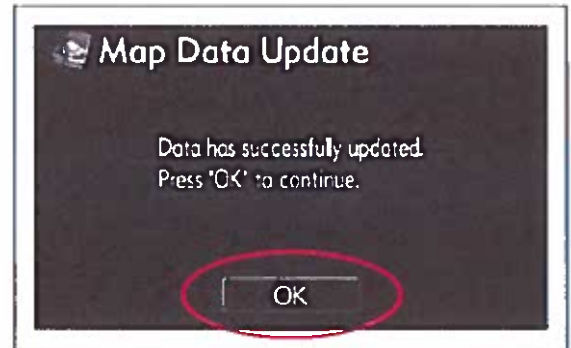 Map Data Update
Data has successfully updated.
Press "OK" to continue.
OK